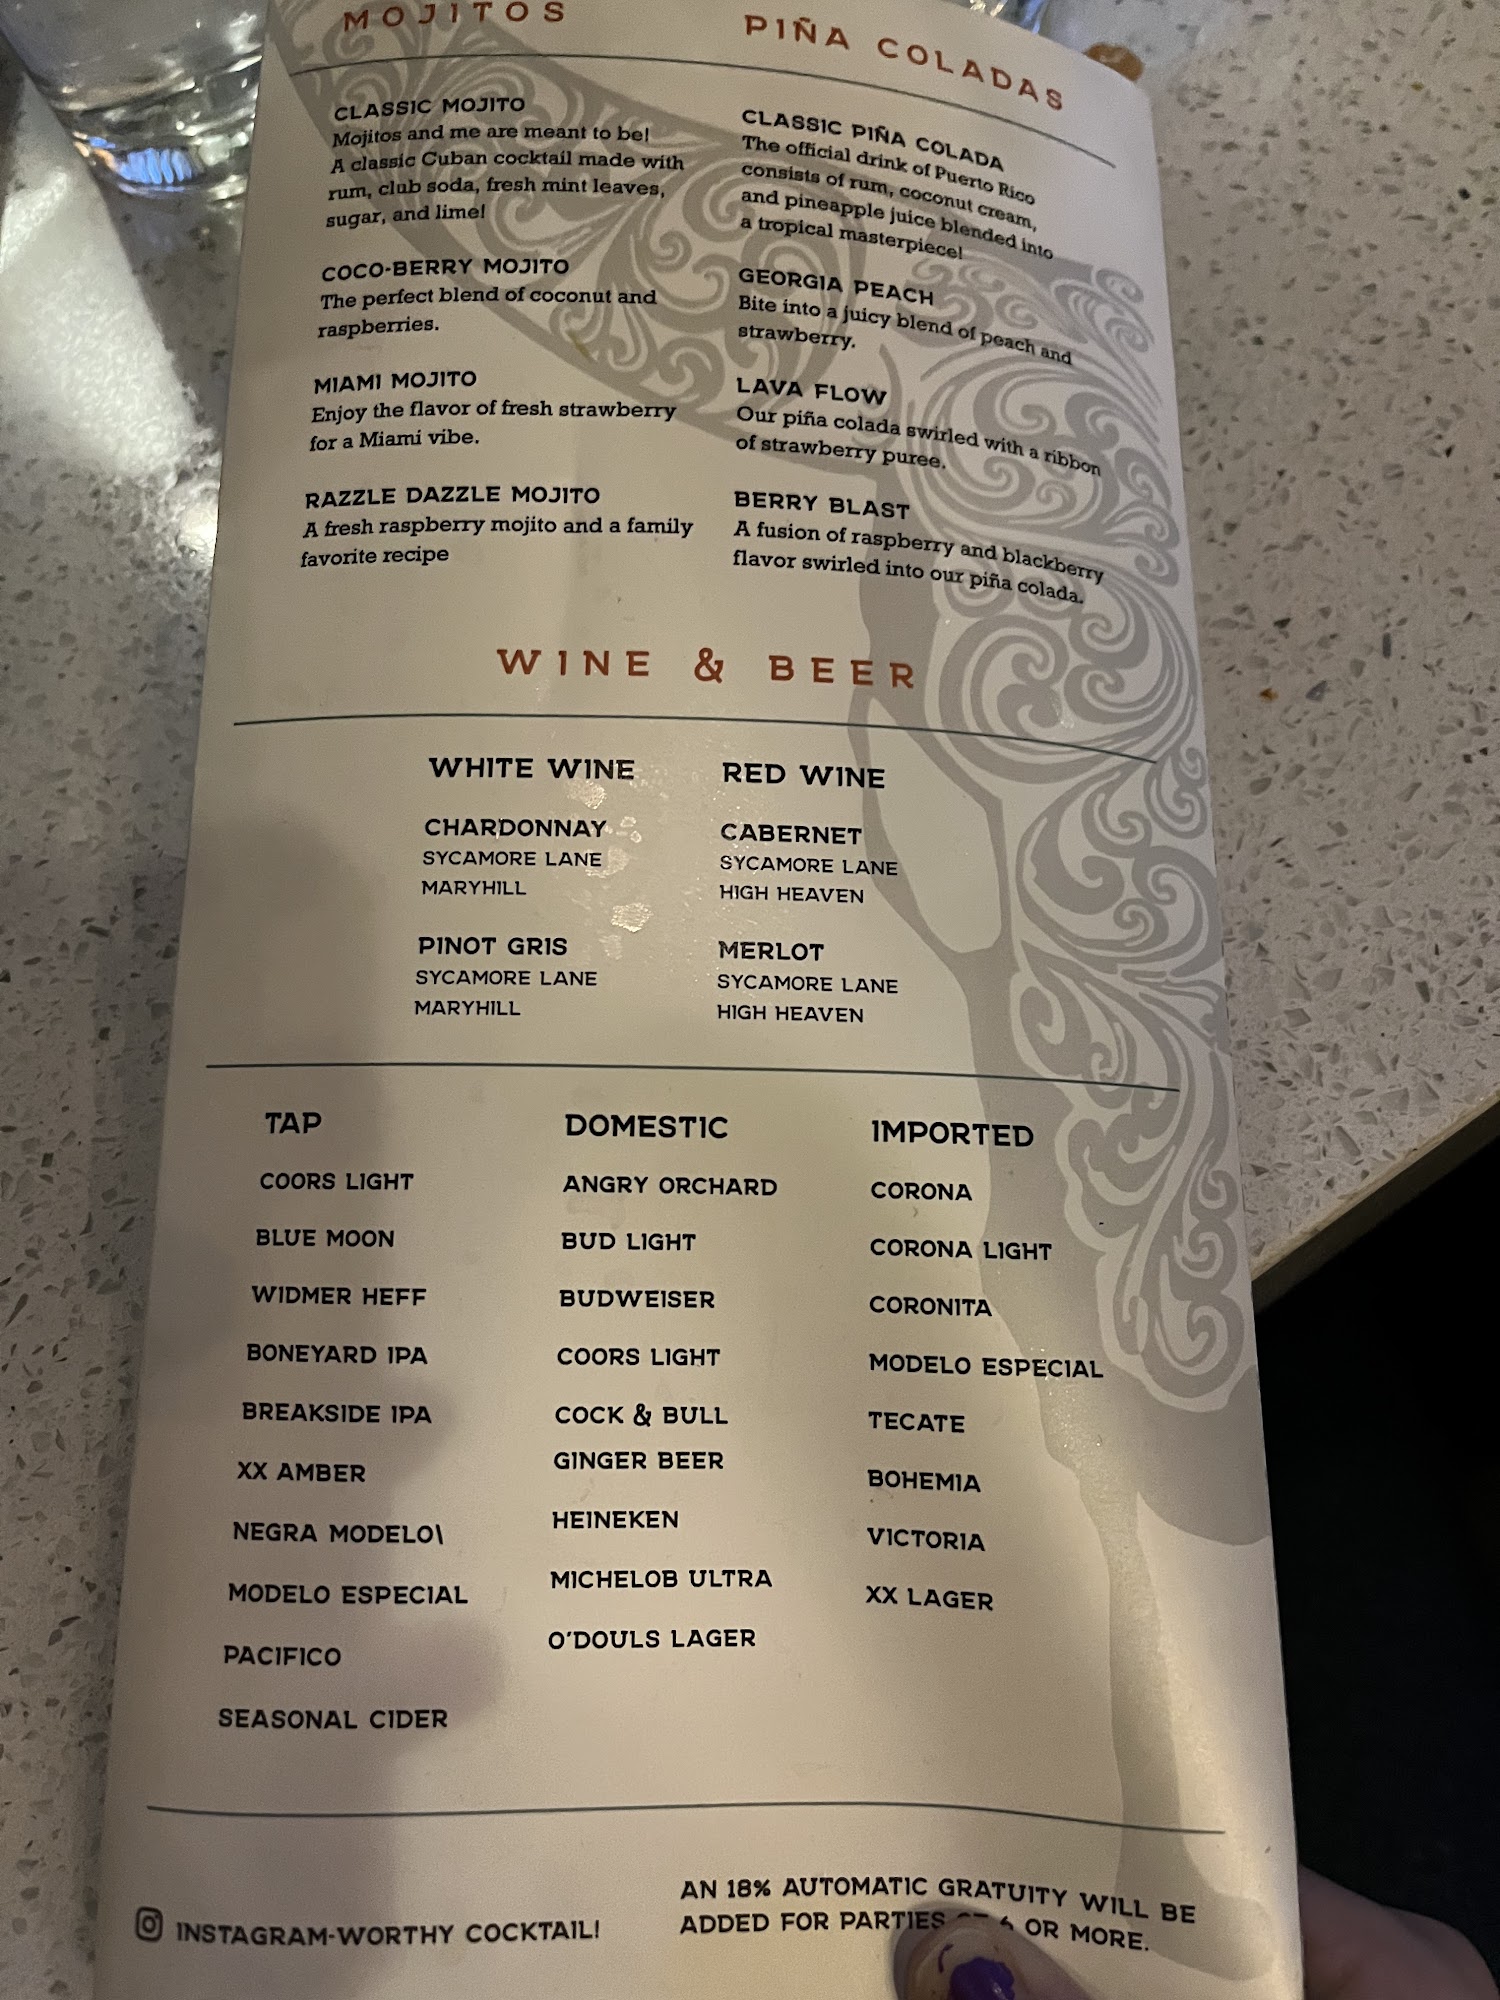 MOJITOS
CLASSIC MOJITO
Mojitos and me are meant to be!
A classic Cuban cocktail made with
rum, club soda, fresh mint leaves,
sugar, and lime!
COCO-BERRY MOJITO
The perfect blend of coconut and
raspberries.
MIAMI MOJITO
Enjoy the flavor of fresh strawberry
for a Miami vibe.
RAZZLE DAZZLE MOJITO
A fresh raspberry mojito and a family
favorite recipe
PIÑA COLADAS
CLASSIC PIÑA COLADA
The official drink of Puerto Rico
consists of rum, coconut cream,
and pineapple juice blended into
a tropical masterpiece!
GEORGIA PEACH
Bite into a juicy blend of peach and
strawberry.
LAVA FLOW
Our piña colada swirled with a ribbon
of strawberry puree.
BERRY BLAST
A fusion of raspberry and blackberry
flavor swirled into our piña colada.
WINE & BEER
WHITE WINE
CHARDONNAY
SYCAMORE LANE
MARYHILL
PINOT GRIS
SYCAMORE LANE
MARYHILL
RED WINE
CABERNET
SYCAMORE LANE
HIGH HEAVEN
MERLOT
SYCAMORE LANE
HIGH HEAVEN
TAP
COORS LIGHT
BLUE MOON
WIDMER HEFF
BONEYARD IPA
BREAKSIDE IPA
XX AMBER
NEGRA MODELO\
MODELO ESPECIAL
PACIFICO
SEASONAL CIDER
DOMESTIC
ANGRY ORCHARD
BUD LIGHT
BUDWEISER
COORS LIGHT
COCK & BULL
GINGER BEER
HEINEKEN
MICHELOB ULTRA
O'DOULS LAGER
IMPORTED
CORONA
CORONA LIGHT
CORONITA
MODELO ESPECIAL
TECATE
BOHEMIA
VICTORIA
XX LAGER
INSTAGRAM-WORTHY COCKTAIL!
AN 18% AUTOMATIC GRATUITY WILL BE
ADDED FOR PARTIES OR MORE.